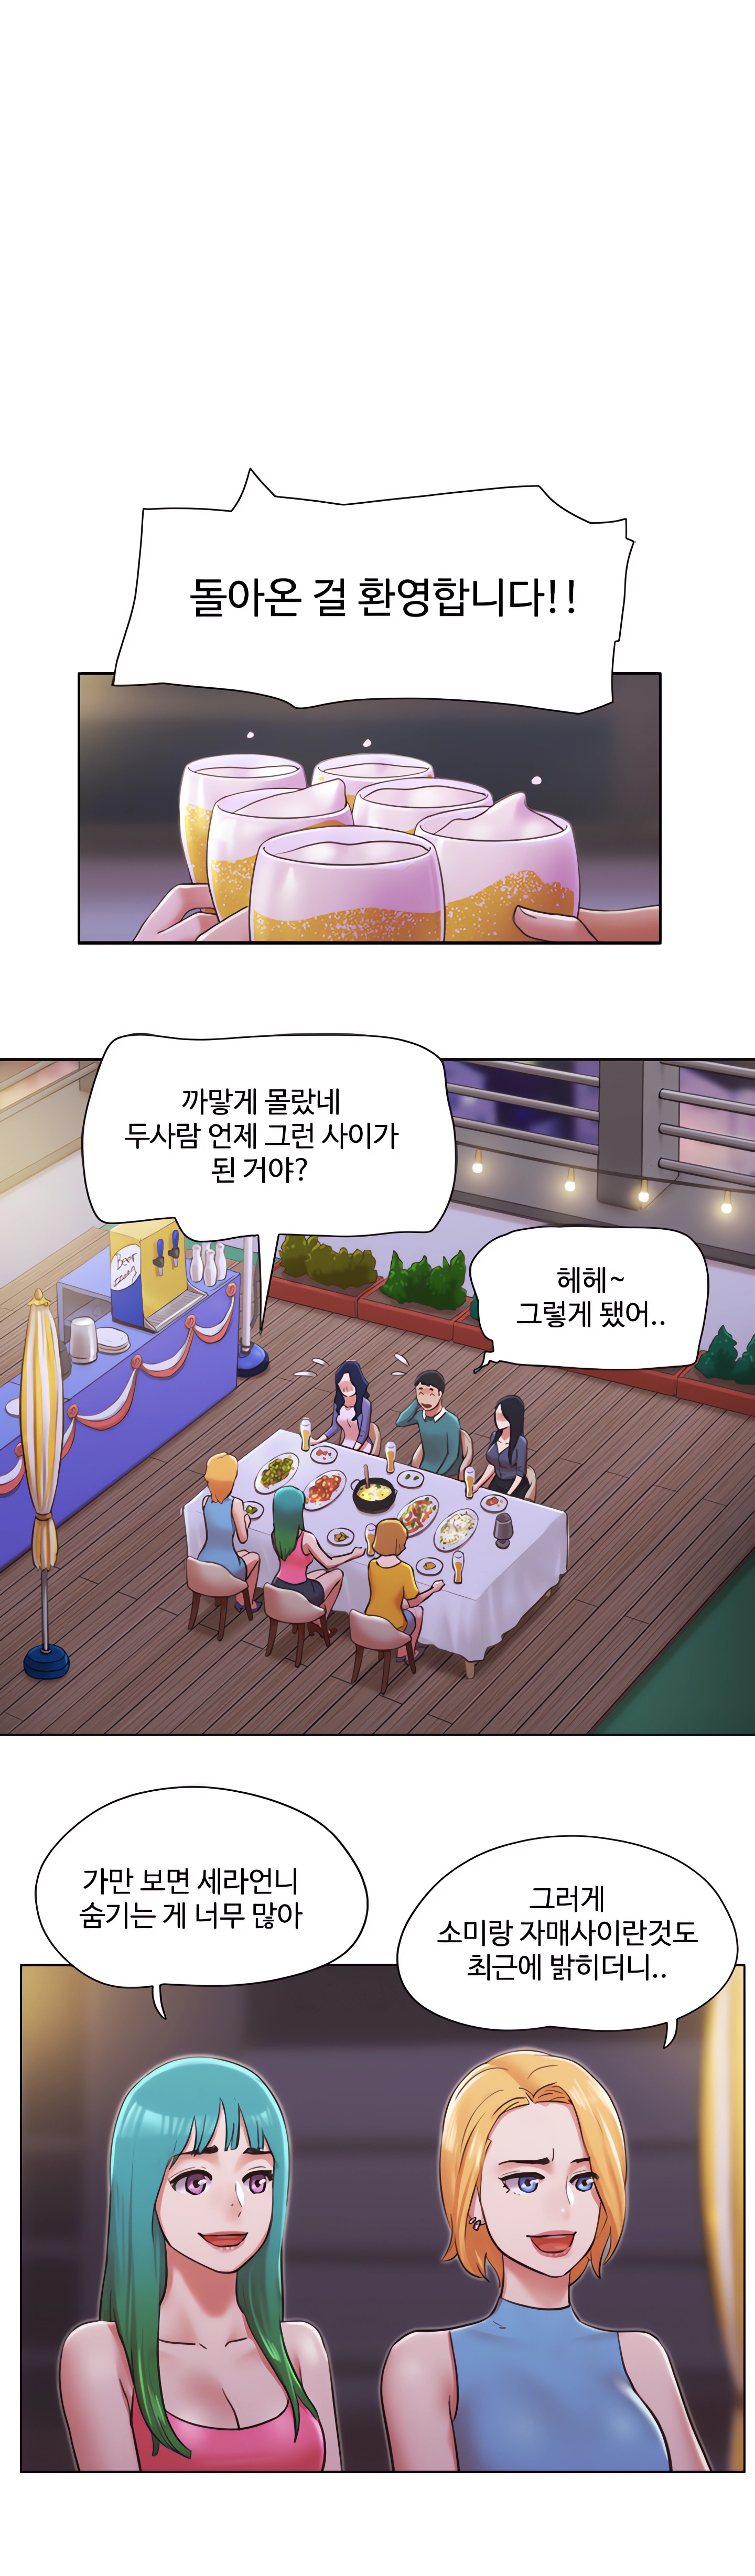 돌아온 걸 환영합니다!!
까맣게 몰랐네
두사람 언제 그런 사이가
된 거야?
Beer
헤헤~
그렇게 됐어..
가만 보면 세라언니
숨기는 게 너무 많아
그러게
소미랑 자매사이란것도
최근에 밝히더니..